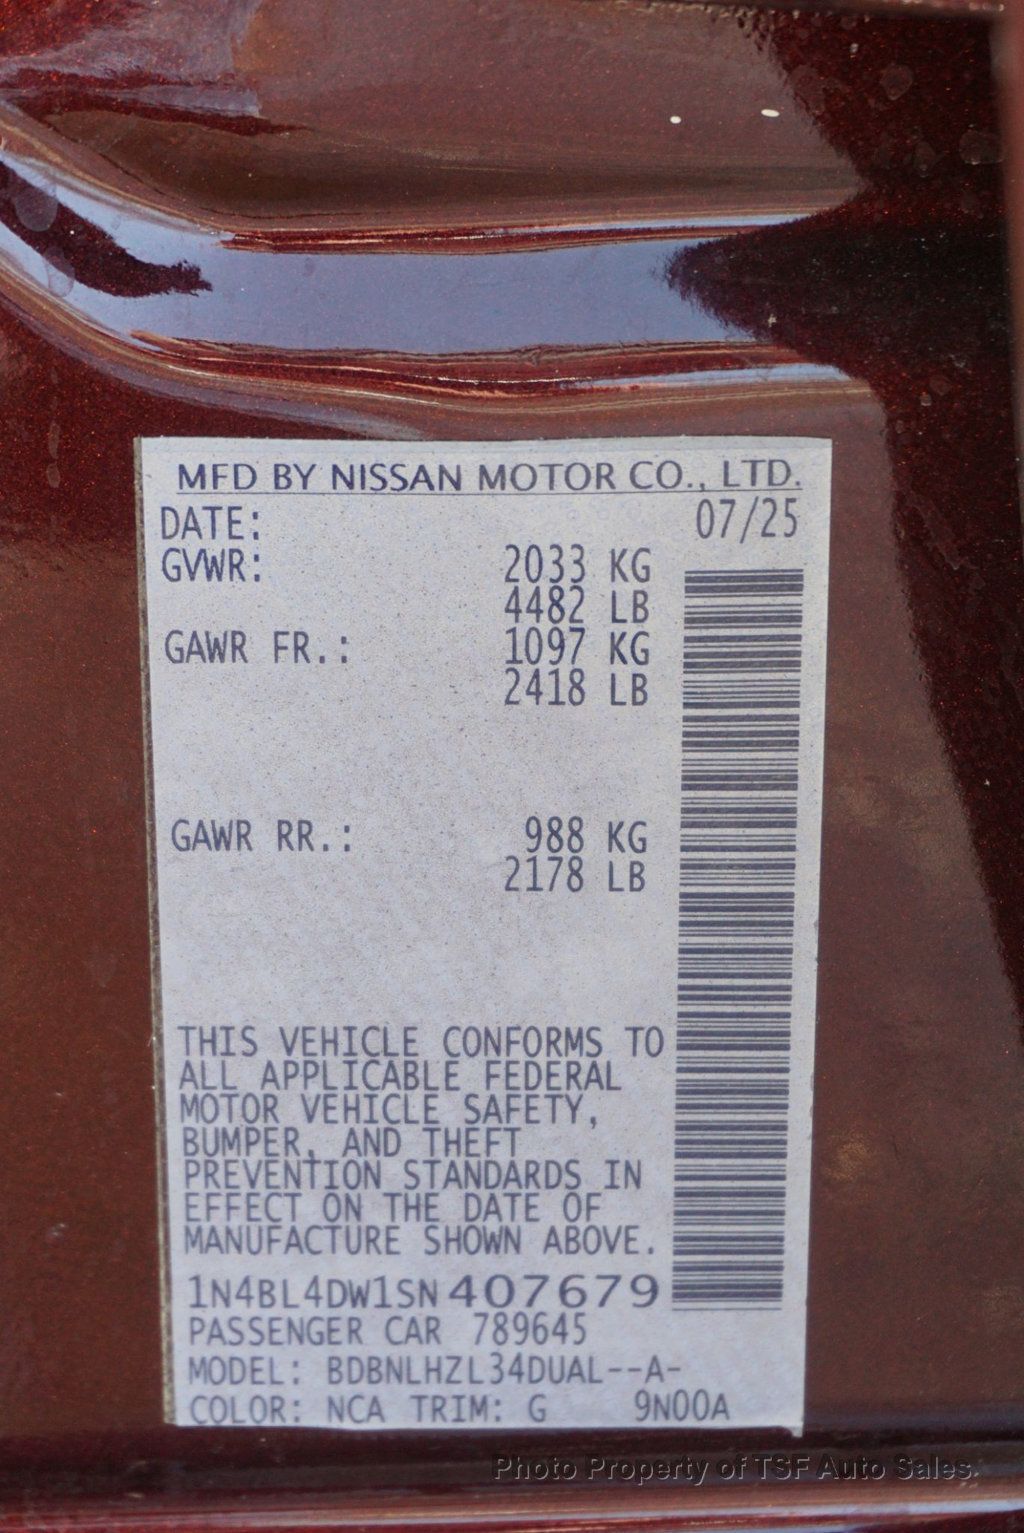 MFD BY NISSAN MOTOR CO., LTD.
DATE: 07/25
GVWR: 2033 KG
4482 LB
GAWR FR.: 1097 KG
2418 LB
GAWR RR.: 988 KG
2178 LB
THIS VEHICLE CONFORMS TO
ALL APPLICABLE FEDERAL
MOTOR VEHICLE SAFETY,
BUMPER, AND THEFT
PREVENTION STANDARDS IN
EFFECT ON THE DATE OF
MANUFACTURE SHOWN ABOVE.
1N4BL4DW1SN407679
PASSENGER CAR 789645
MODEL: BDBNLHZL34DUAL--A-
COLOR: NCA TRIM: G 9N00A
Photo Property of TSF Auto Sales.